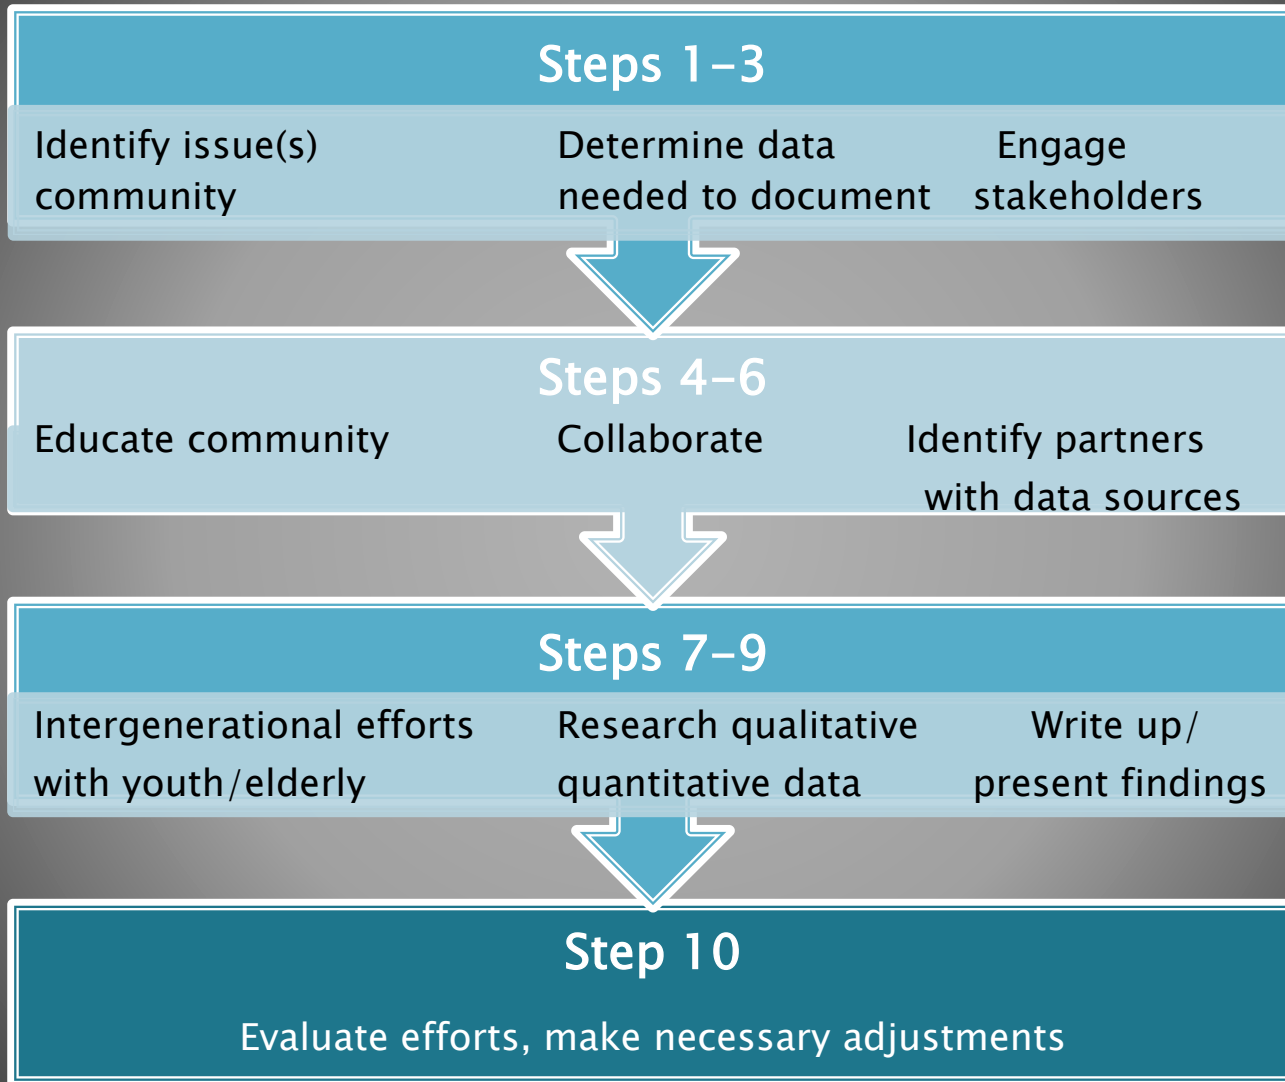 Steps 1–3
Identify issue(s) Determine data Engage
community needed to document stakeholders
Steps 4–6
Educate community Collaborate Identify partners
with data sources
Steps 7–9
Intergenerational efforts Research qualitative Write up/
with youth/elderly quantitative data present findings
Step 10
Evaluate efforts, make necessary adjustments